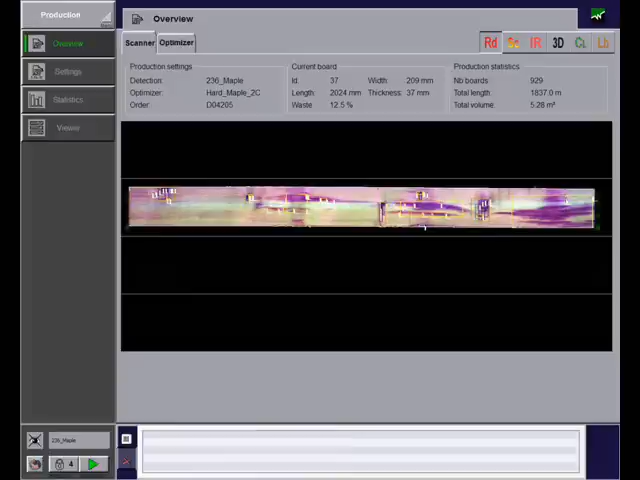 Production
Menu
Overview
Overview
Settings
Statistics
Viewer
Scanner
Optimizer
Rd
IR
3D
Lb
Production settings
Detection: 236_Maple
Optimizer: Hard_Maple_2C
Order: D04205
Current board
Id. 37 Width: 209 mm
Length: 2024 mm Thickness: 37 mm
Waste 12.5 %
Production statistics
Nb boards: 929
Total length: 1837.0 m
Total volume: 5.28 m³
236_Maple
4